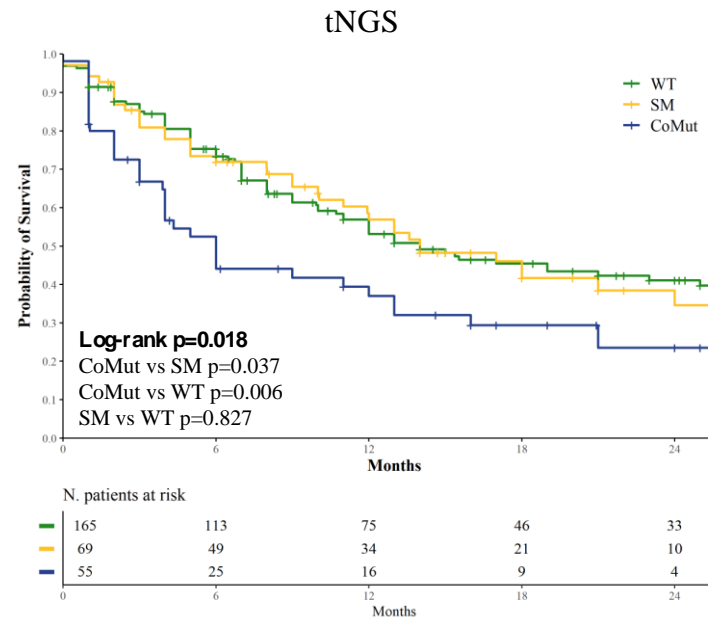 tNGS
1.0
0.9
0.8
0.7
0.6
0.5
0.4
0.3
0.2
0.1
0.0
Probability of Survival
WT
SM
CoMut
Log-rank p=0.018
CoMut vs SM p=0.037
CoMut vs WT p=0.006
SM vs WT p=0.827
0 6 12 18 24
Months
N. patients at risk
165 113 75 46 33
69 49 34 21 10
55 25 16 9 4
0 6 12 18 24
Months